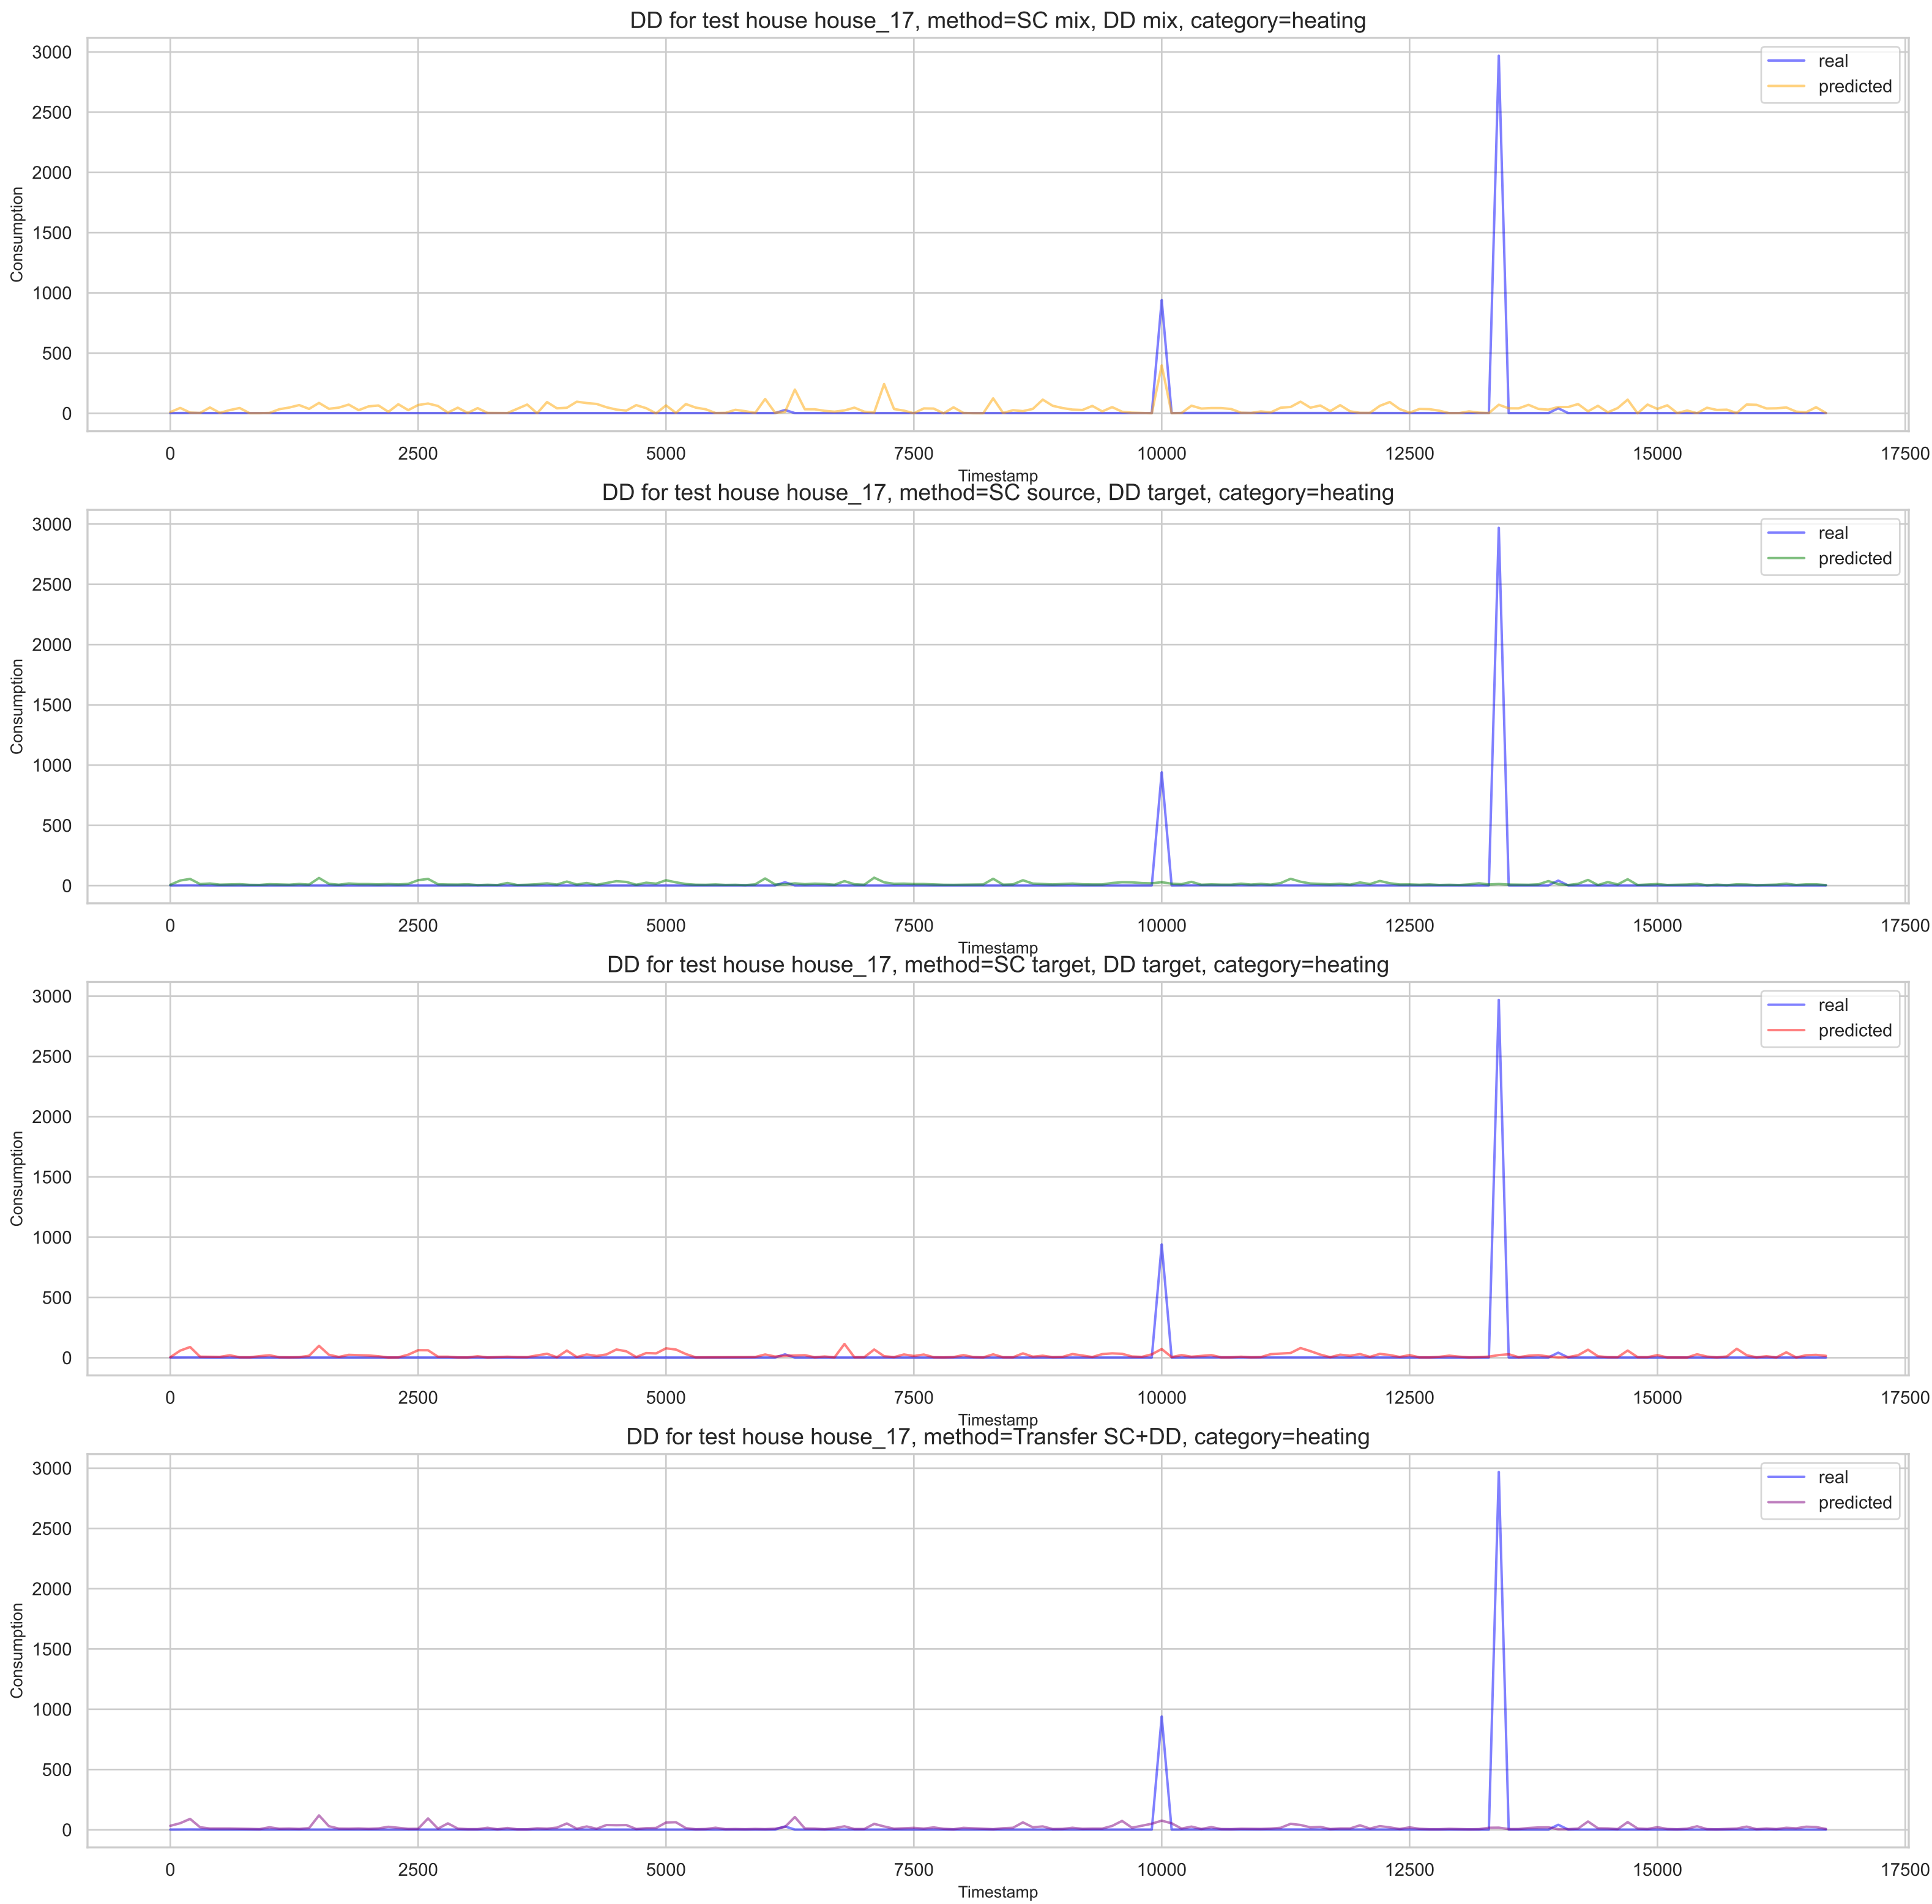 DD for test house house_17, method=SC mix, DD mix, category=heating
3000
2500
2000
1500
1000
500
0
Consumption
real
predicted
0 2500 5000 7500 10000 12500 15000 17500
Timestamp
DD for test house house_17, method=SC source, DD target, category=heating
3000
2500
2000
1500
1000
500
0
Consumption
real
predicted
0 2500 5000 7500 10000 12500 15000 17500
Timestamp
DD for test house house_17, method=SC target, DD target, category=heating
3000
2500
2000
1500
1000
500
0
Consumption
real
predicted
0 2500 5000 7500 10000 12500 15000 17500
Timestamp
DD for test house house_17, method=Transfer SC+DD, category=heating
3000
2500
2000
1500
1000
500
0
Consumption
real
predicted
0 2500 5000 7500 10000 12500 15000 17500
Timestamp